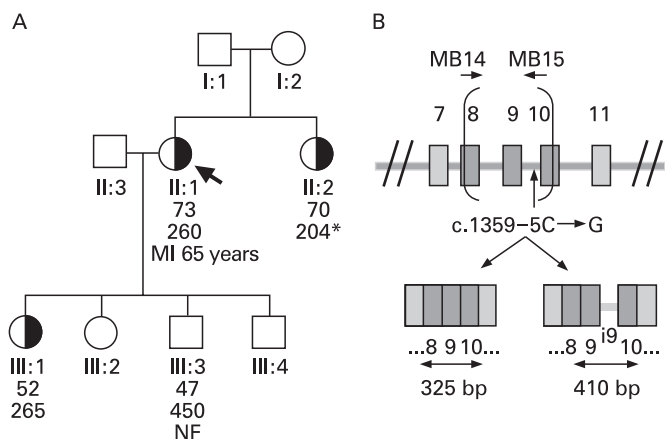 A
I:1
I:2
II:3
II:1
73
260
MI 65 years
II:2
70
204*
III:1
52
265
III:2
III:3
47
450
NF
III:4
B
MB14
MB15
7
8
9
10
11
c.1359–5C
G
...8 9 10...
325 bp
i9
...8 9 10...
410 bp